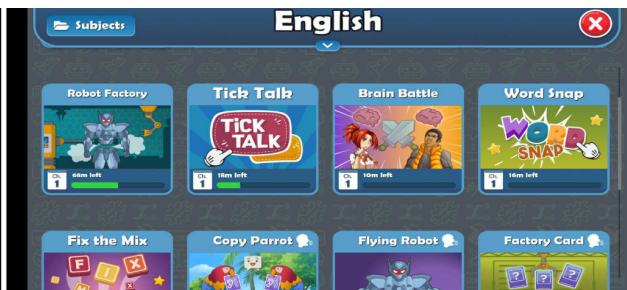 Subjects
English
Robot Factory
Tick Talk
Brain Battle
Word Snap
TICK
TALK
WORD
SNAP
Ch.
1
68m left
Ch.
1
18m left
Ch.
1
10m left
Ch.
1
16m left
Fix the Mix
Copy Parrot
Flying Robot
Factory Card
F
I
X
?
?
?